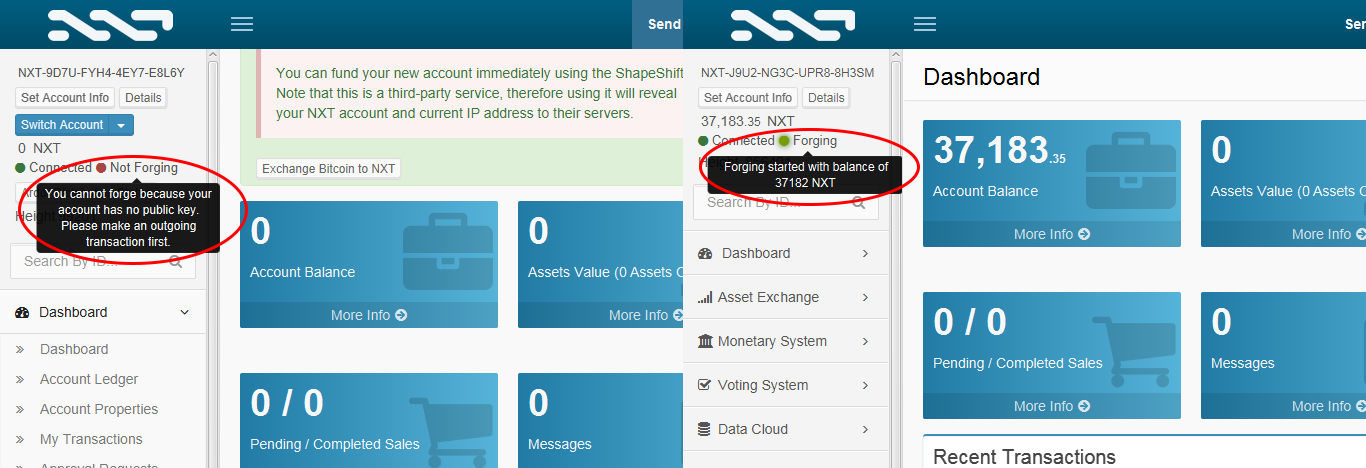 Send
NXT-9D7U-FYH4-4EY7-E8L6Y
Set Account Info
Details
Switch Account
0 NXT
Connected
Not Forging
You cannot forge because your
account has no public key.
Please make an outgoing
transaction first.
Search By ID...
Dashboard
Dashboard
Account Ledger
Account Properties
My Transactions
Approval Requests
You can fund your new account immediately using the ShapeShift
Note that this is a third-party service, therefore using it will reveal
your NXT account and current IP address to their servers.
Exchange Bitcoin to NXT
0
Account Balance
More Info
0
Assets Value (0 Assets
More Info
0 / 0
Pending / Completed Sales
0
Messages
Sen
NXT-J9U2-NG3C-UPR8-8H3SM
Set Account Info
Details
37,183.35 NXT
Connected
Forging
Forging started with balance of
37182 NXT
Search By ID...
Dashboard
Asset Exchange
Monetary System
Voting System
Data Cloud
Dashboard
37,183.35
Account Balance
More Info
0
Assets Value (0 Assets
More Info
0 / 0
Pending / Completed Sales
More Info
0
Messages
More Info
Recent Transactions